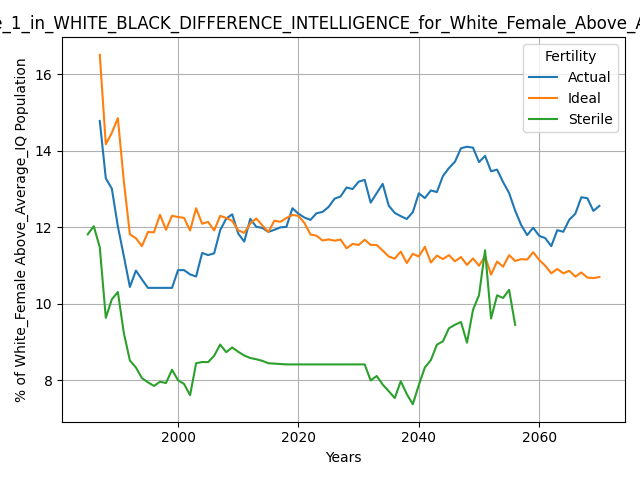 e_1_in_WHITE_BLACK_DIFFERENCE_INTELLIGENCE_for_White_Female_Above_A
Fertility
Actual
Ideal
Sterile
% of White_Female Above_Average_IQ Population
16
14
12
10
8
2000 2020 2040 2060
Years